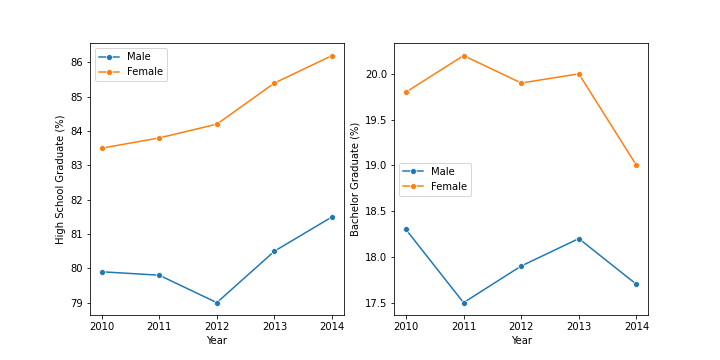 High School Graduate (%)
86
85
84
83
82
81
80
79
2010 2011 2012 2013 2014
Year
Male
Female
Bachelor Graduate (%)
20.0
19.5
19.0
18.5
18.0
17.5
2010 2011 2012 2013 2014
Year
Male
Female